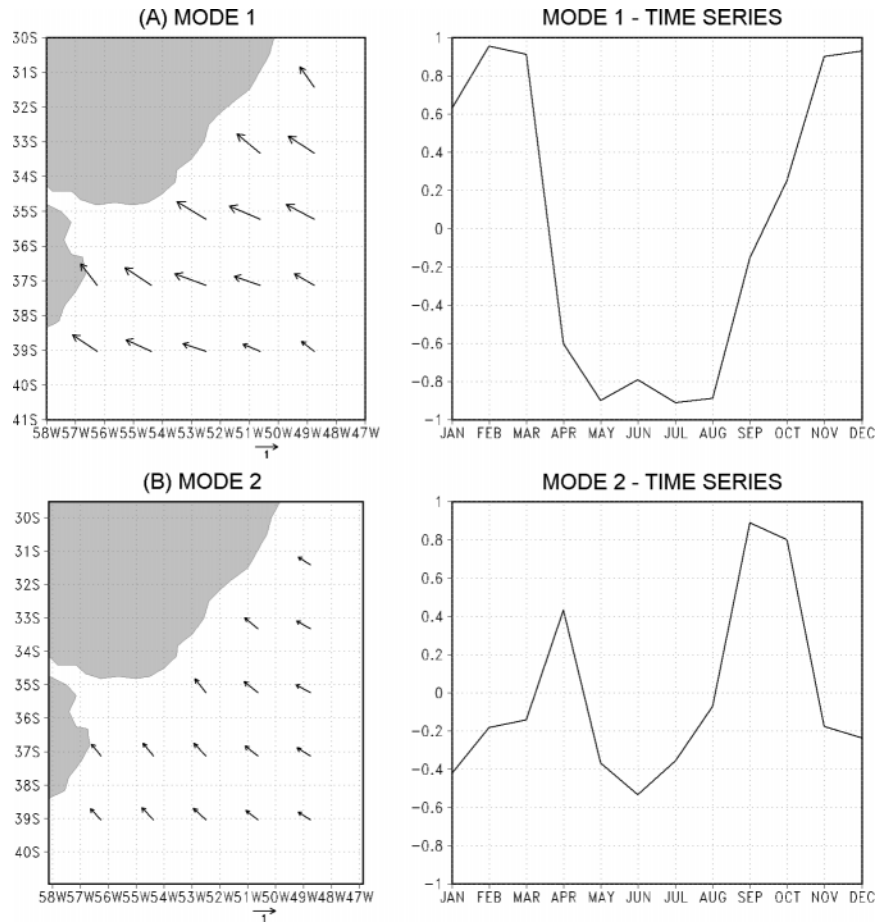 (A) MODE 1
30S
31S
32S
33S
34S
35S
36S
37S
38S
39S
40S
41S
58W57W56W55W54W53W52W51W50W49W48W47W
1
MODE 1 - TIME SERIES
1
0.8
0.6
0.4
0.2
0
-0.2
-0.4
-0.6
-0.8
-1
JAN FEB MAR APR MAY JUN JUL AUG SEP OCT NOV DEC
(B) MODE 2
30S
31S
32S
33S
34S
35S
36S
37S
38S
39S
40S
58W57W56W55W54W53W52W51W50W49W48W47W
1
MODE 2 - TIME SERIES
1
0.8
0.6
0.4
0.2
0
-0.2
-0.4
-0.6
-0.8
-1
JAN FEB MAR APR MAY JUN JUL AUG SEP OCT NOV DEC